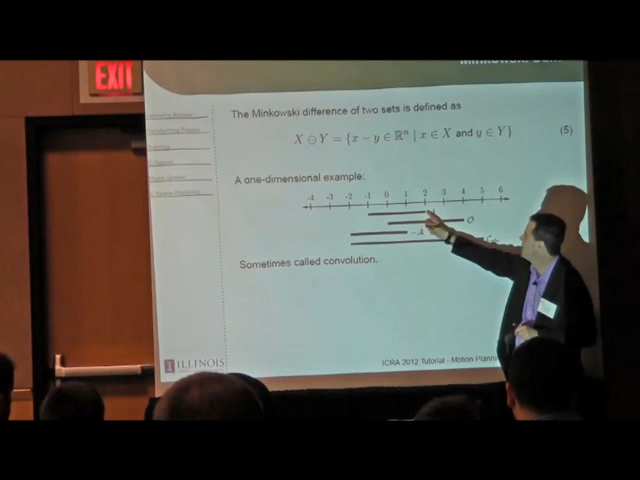 EXIT
The Minkowski difference of two sets is defined as
X ⊖ Y = {x − y ∈ ℝⁿ | x ∈ X and y ∈ Y} (5)
A one-dimensional example:
-4 -3 -2 -1 0 1 2 3 4 5 6
O
-A
Sometimes called convolution.
ILLINOIS
ICRA 2012 Tutorial - Motion